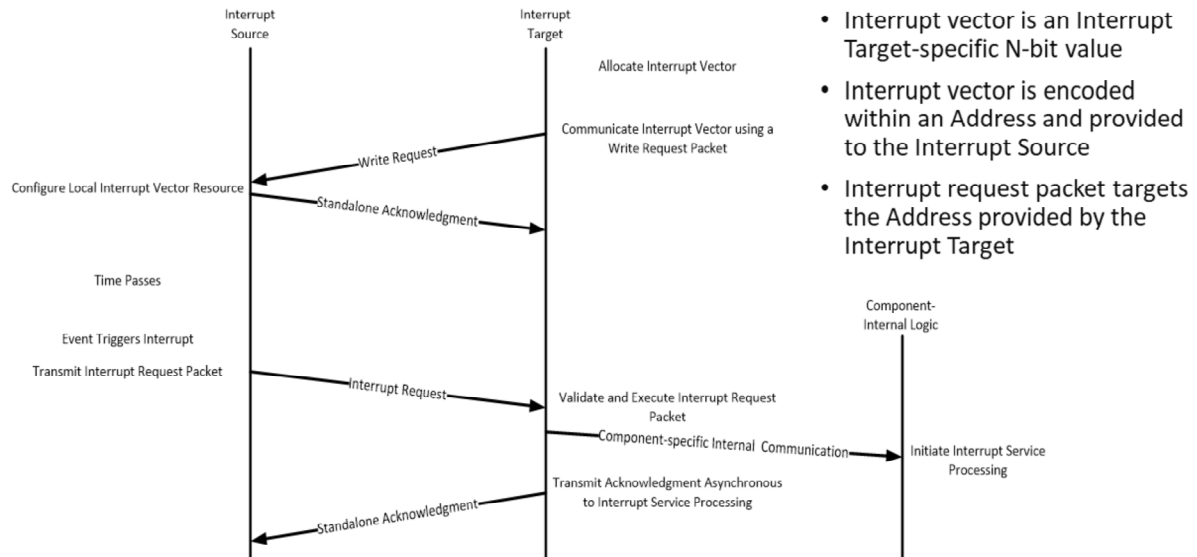 Interrupt
Source
Interrupt
Target
Allocate Interrupt Vector
Communicate Interrupt Vector using a
Write Request Packet
Write Request
Configure Local Interrupt Vector Resource
Standalone Acknowledgment
Time Passes
Event Triggers Interrupt
Transmit Interrupt Request Packet
Interrupt Request
Validate and Execute Interrupt Request
Packet
Component-specific Internal Communication
Component-
Internal Logic
Initiate Interrupt Service
Processing
Transmit Acknowledgment Asynchronous
to Interrupt Service Processing
Standalone Acknowledgment
• Interrupt vector is an Interrupt
Target-specific N-bit value
• Interrupt vector is encoded
within an Address and provided
to the Interrupt Source
• Interrupt request packet targets
the Address provided by the
Interrupt Target